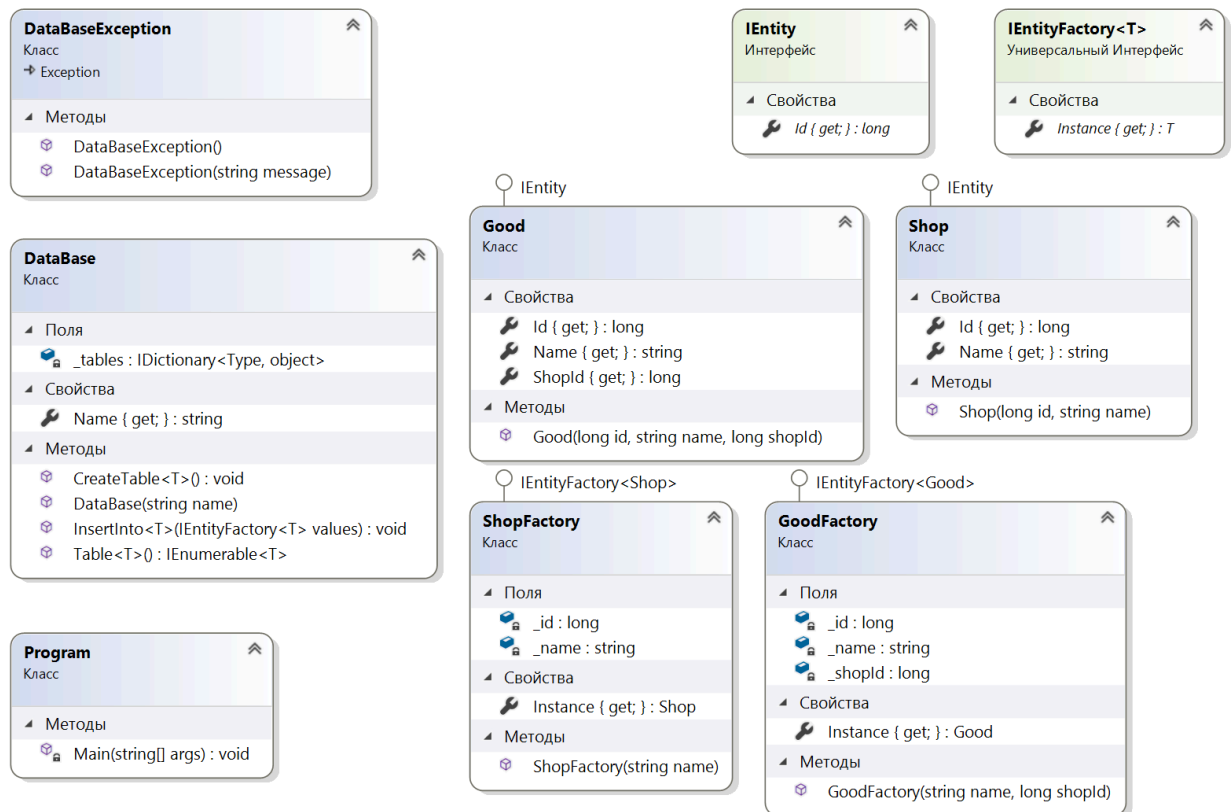 DataBaseException
Класс
Exception
Методы
DataBaseException()
DataBaseException(string message)
IEntity
Интерфейс
Свойства
Id { get; } : long
IEntityFactory<T>
Универсальный Интерфейс
Свойства
Instance { get; } : T
DataBase
Класс
Поля
_tables : IDictionary<Type, object>
Свойства
Name { get; } : string
Методы
CreateTable<T>() : void
DataBase(string name)
InsertInto<T>(IEntityFactory<T> values) : void
Table<T>() : IEnumerable<T>
IEntity
Good
Класс
Свойства
Id { get; } : long
Name { get; } : string
ShopId { get; } : long
Методы
Good(long id, string name, long shopId)
IEntity
Shop
Класс
Свойства
Id { get; } : long
Name { get; } : string
Методы
Shop(long id, string name)
Program
Класс
Методы
Main(string[] args) : void
IEntityFactory<Shop>
ShopFactory
Класс
Поля
_id : long
_name : string
Свойства
Instance { get; } : Shop
Методы
ShopFactory(string name)
IEntityFactory<Good>
GoodFactory
Класс
Поля
_id : long
_name : string
_shopId : long
Свойства
Instance { get; } : Good
Методы
GoodFactory(string name, long shopId)